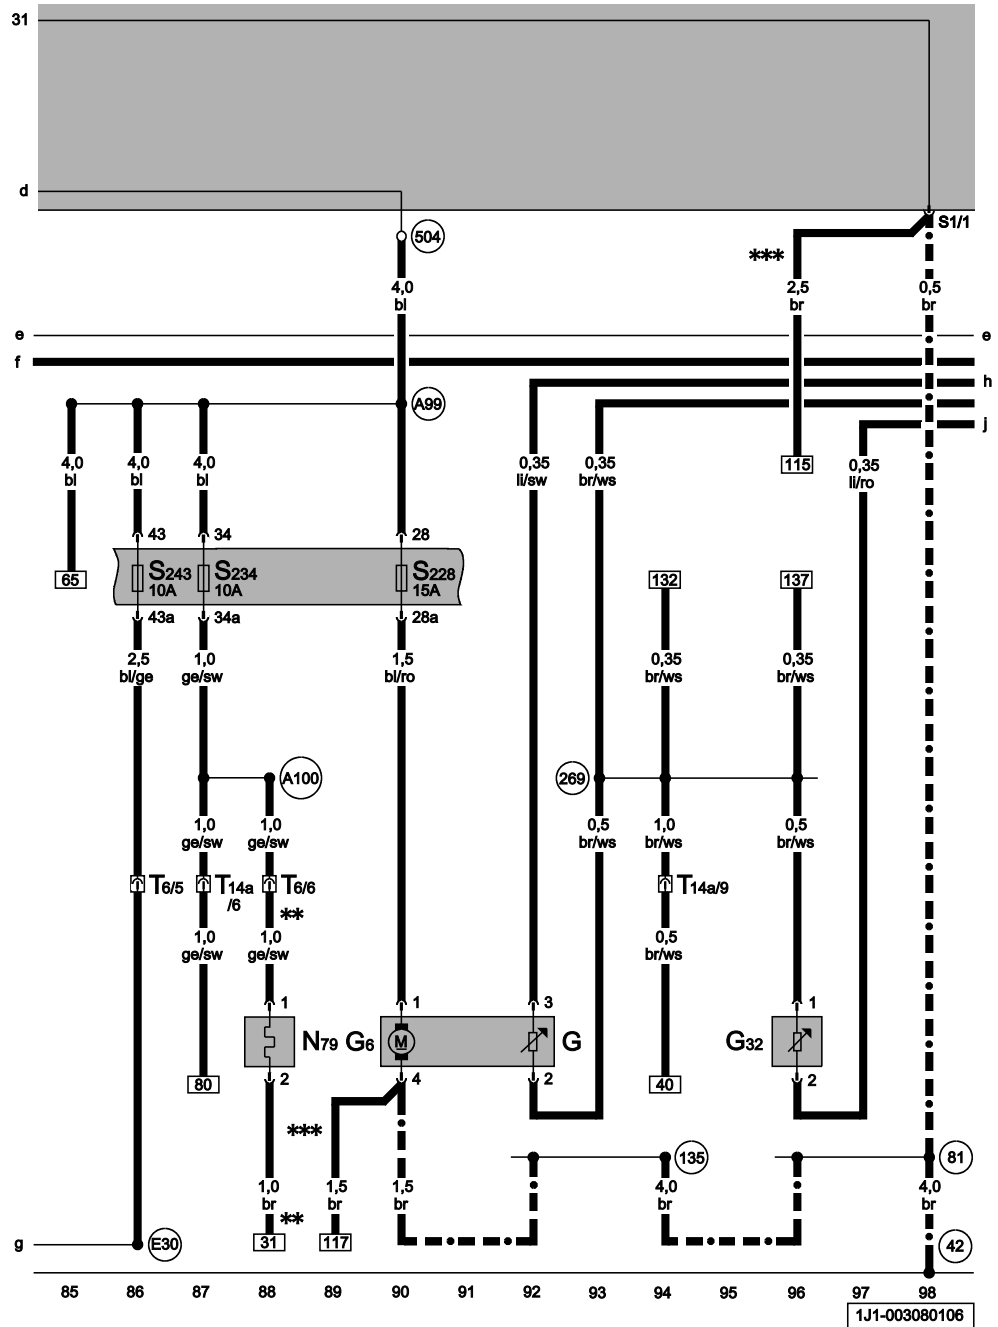 31
d
504
S1/1
***
4,0
bl
2,5
br
0,5
br
e
e
f
h
A99
j
4,0
bl
4,0
bl
4,0
bl
0,35
li/sw
0,35
br/ws
115
0,35
li/ro
43
34
28
65
S243
10A
S234
10A
S228
15A
132
137
43a
34a
28a
2,5
bl/ge
1,0
ge/sw
1,5
bl/ro
0,35
br/ws
0,35
br/ws
A100
269
1,0
ge/sw
1,0
ge/sw
0,5
br/ws
1,0
br/ws
0,5
br/ws
T6/5
T14a
/6
T6/6
T14a/9
**
1,0
ge/sw
1,0
ge/sw
0,5
br/ws
1
1
3
1
N79
G6
M
G
G32
80
2
4
2
40
2
***
135
81
1,0
br
1,5
br
1,5
br
4,0
4,0
br
**
g
E30
31
117
42
85
86
87
88
89
90
91
92
93
94
95
96
97
98
1J1-003080106